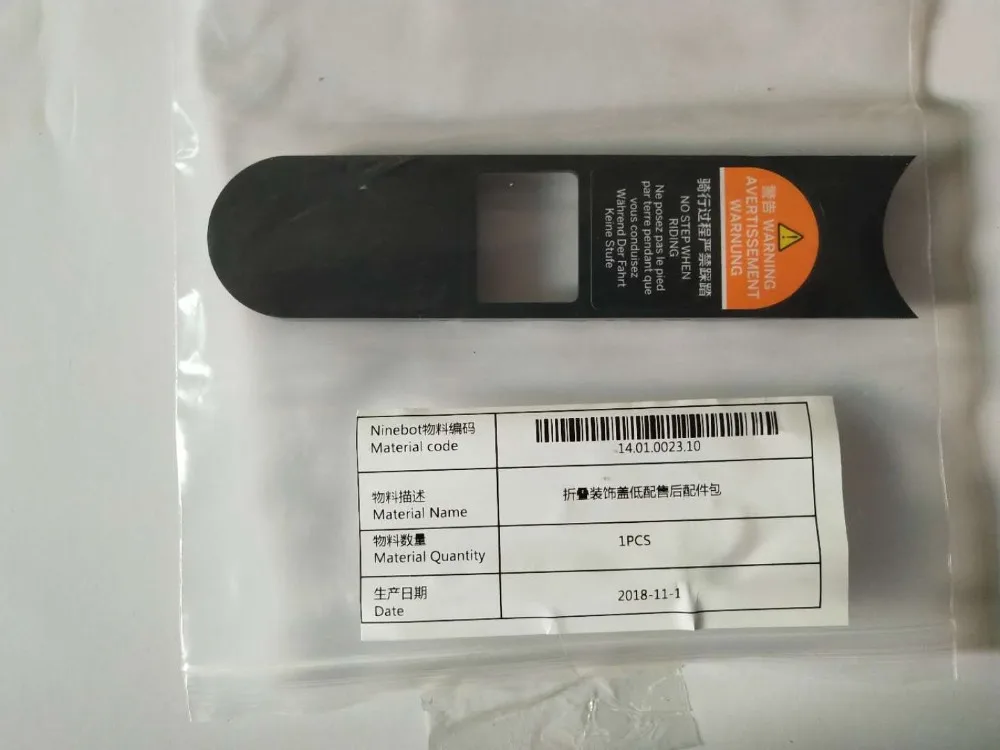 警告 WARNING
AVERTISSEMENT
WARNUNG
骑行过程严禁踩踏
NO STEP WHEN
RIDING
Ne posez pas le pied
par terre pendant que
vous conduisez
Während Der Fahrt
Keine Stufe
Ninebot物料编码
Material code
14.01.0023.10
物料描述
Material Name
折叠装饰盖低配售后配件包
物料数量
Material Quantity
1PCS
生产日期
Date
2018-11-1